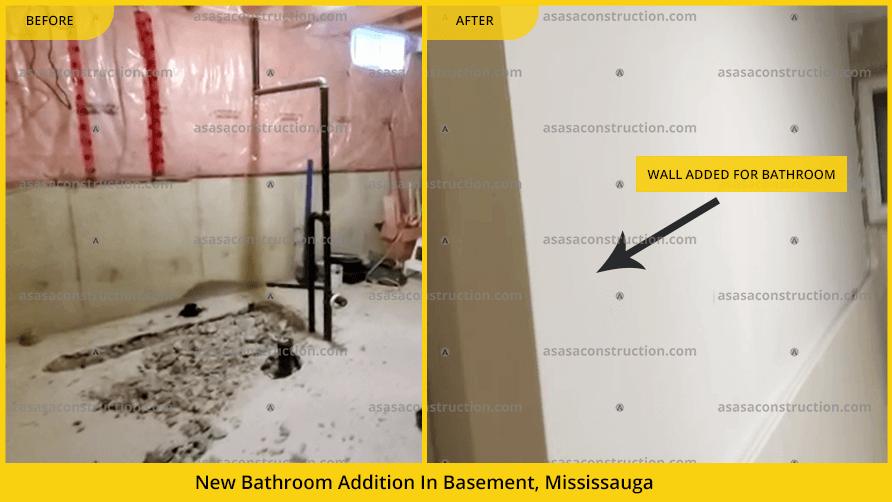 BEFORE
AFTER
asasaconstruction.com
WALL ADDED FOR BATHROOM
New Bathroom Addition In Basement, Mississauga